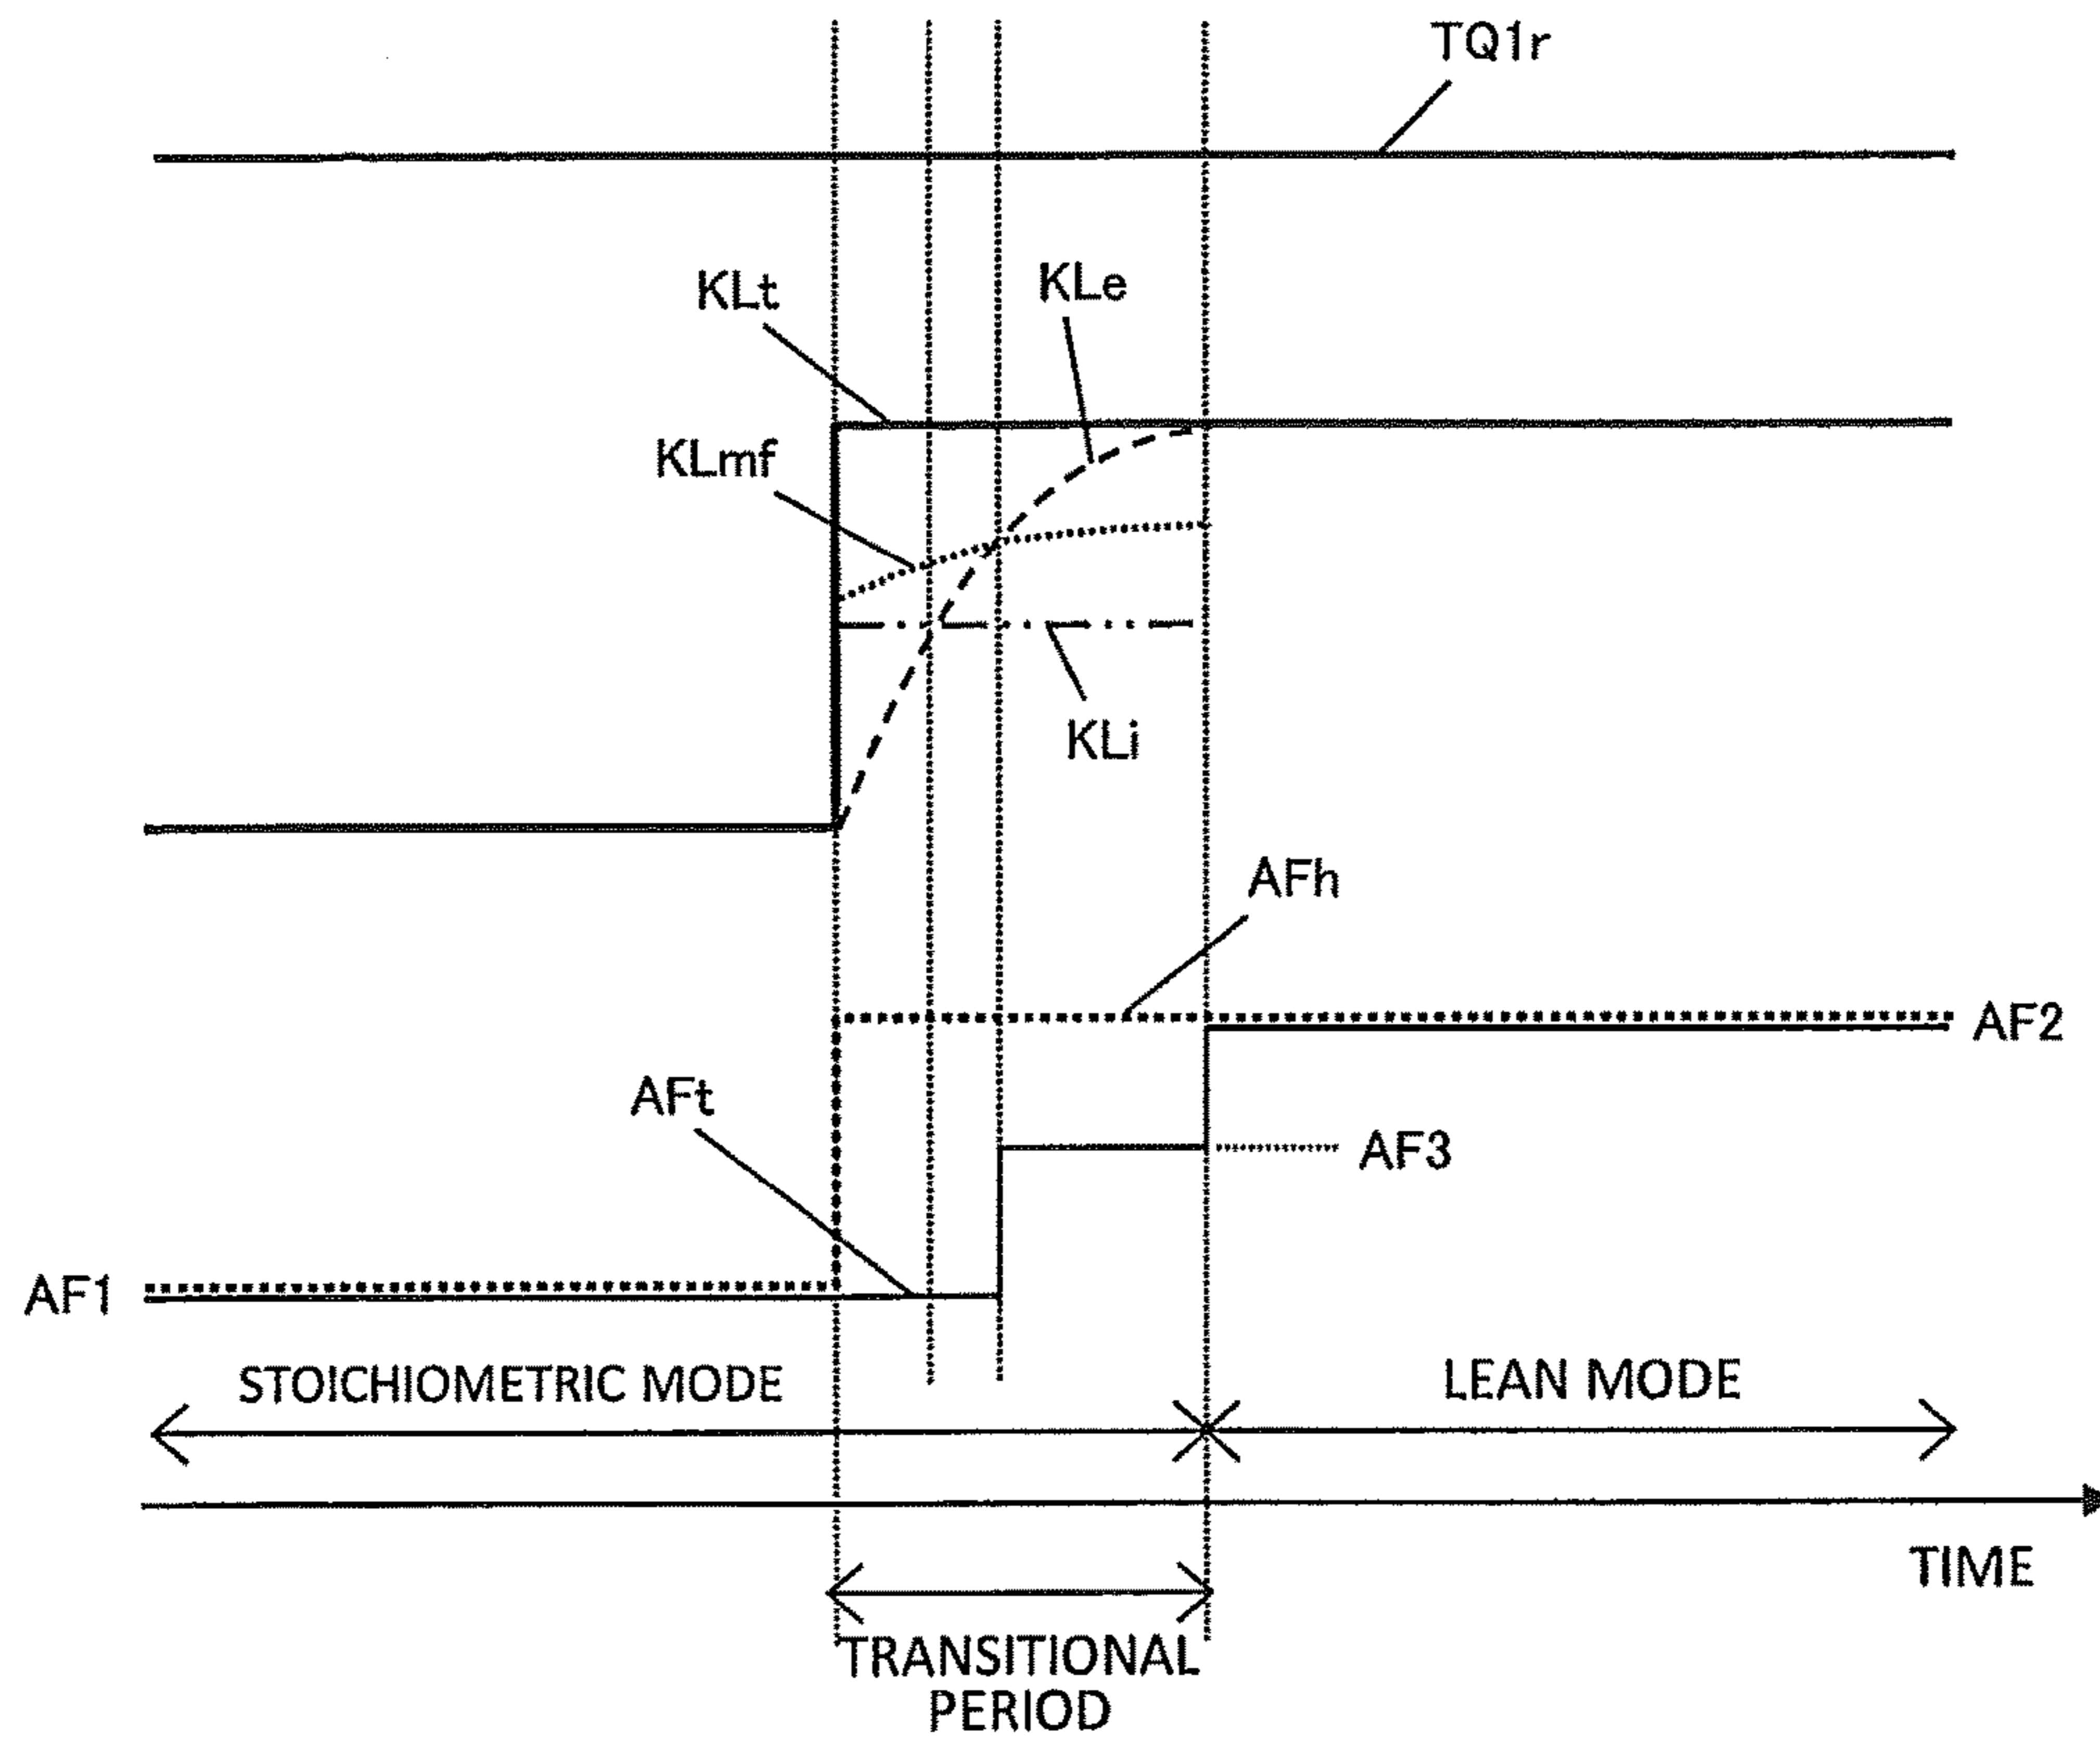 TQ1r
KLt
KLe
KLmf
KLi
AFh
AF2
AFt
AF3
AF1
STOICHIOMETRIC MODE
LEAN MODE
TIME
TRANSITIONAL
PERIOD